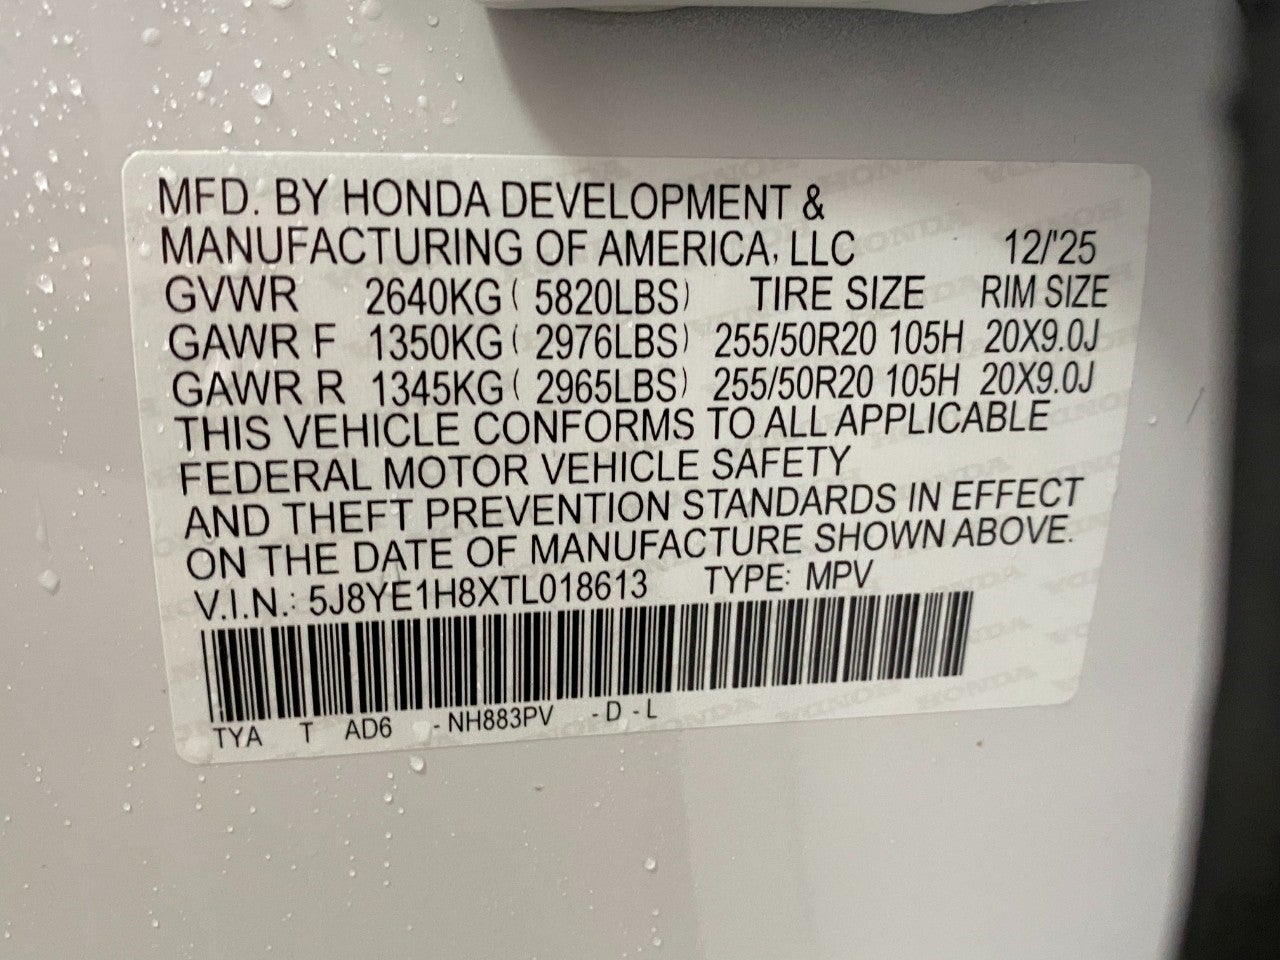 MFD. BY HONDA DEVELOPMENT &
MANUFACTURING OF AMERICA, LLC 12/'25
GVWR 2640KG ( 5820LBS) TIRE SIZE RIM SIZE
GAWR F 1350KG ( 2976LBS) 255/50R20 105H 20X9.0J
GAWR R 1345KG ( 2965LBS) 255/50R20 105H 20X9.0J
THIS VEHICLE CONFORMS TO ALL APPLICABLE
FEDERAL MOTOR VEHICLE SAFETY
AND THEFT PREVENTION STANDARDS IN EFFECT
ON THE DATE OF MANUFACTURE SHOWN ABOVE.
V.I.N.: 5J8YE1H8XTL018613 TYPE: MPV
TYA T AD6 -NH883PV -D -L